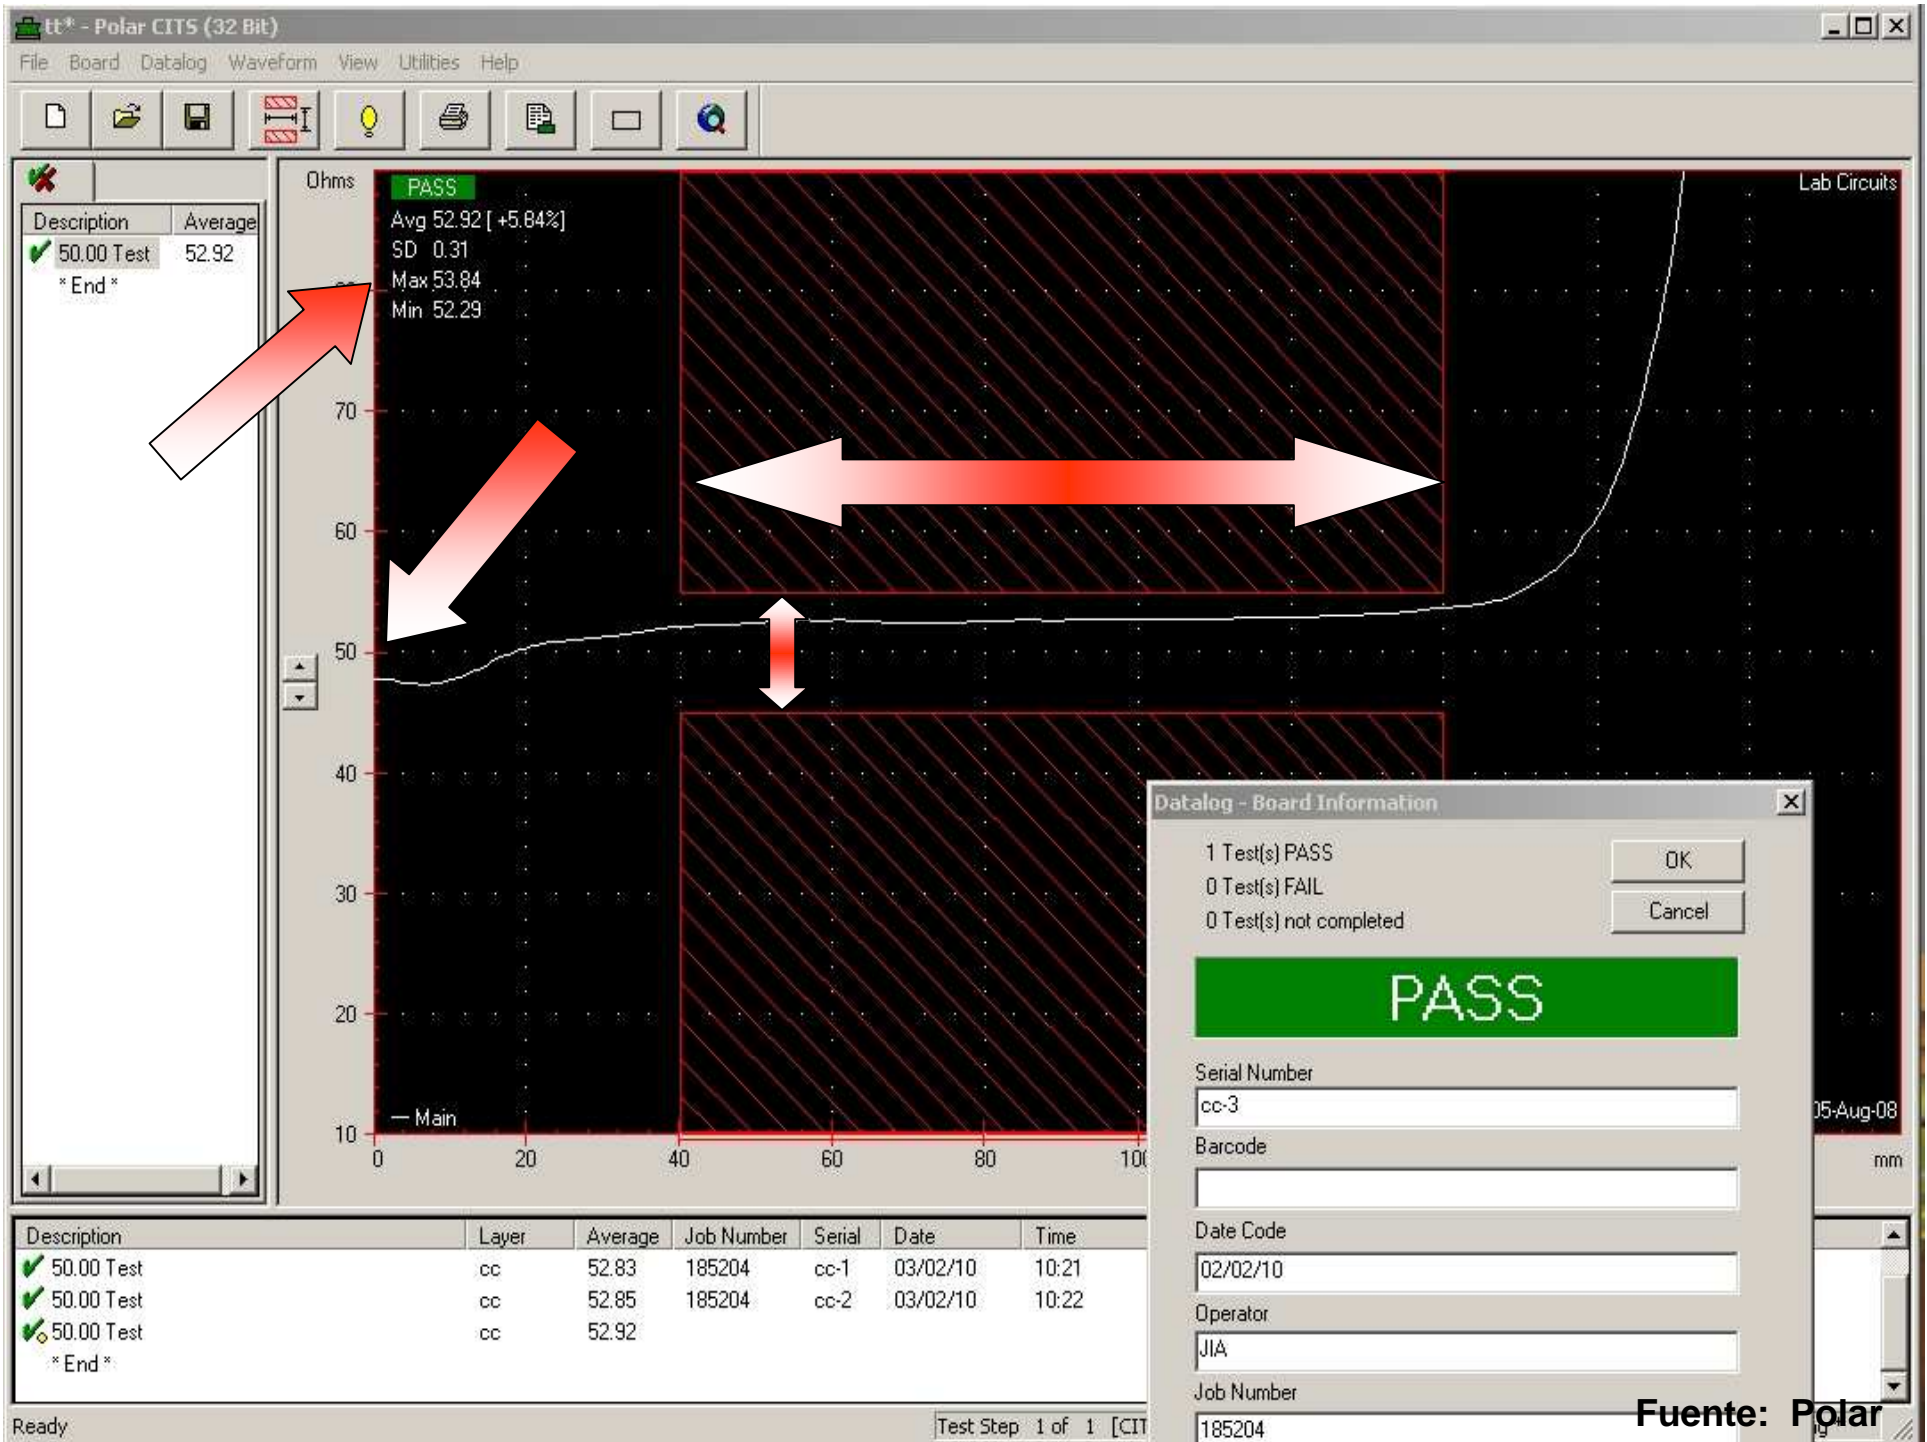 tt* - Polar CITS (32 Bit)
File Board Datalog Waveform View Utilities Help
Description Average
50.00 Test 52.92
* End *
Ohms
PASS
Avg 52.92 [ +5.84%]
SD 0.31
Max 53.84
Min 52.29
Lab Circuits
70
60
50
40
30
20
10
— Main
05-Aug-08
0 20 40 60 80 100
mm
Datalog - Board Information
1 Test(s) PASS
0 Test(s) FAIL
0 Test(s) not completed
OK
Cancel
PASS
Serial Number
cc-3
Barcode
Date Code
02/02/10
Operator
JIA
Job Number
185204
Description Layer Average Job Number Serial Date Time
50.00 Test cc 52.83 185204 cc-1 03/02/10 10:21
50.00 Test cc 52.85 185204 cc-2 03/02/10 10:22
50.00 Test cc 52.92
* End *
Ready
Test Step 1 of 1 [CIT
Fuente: Polar